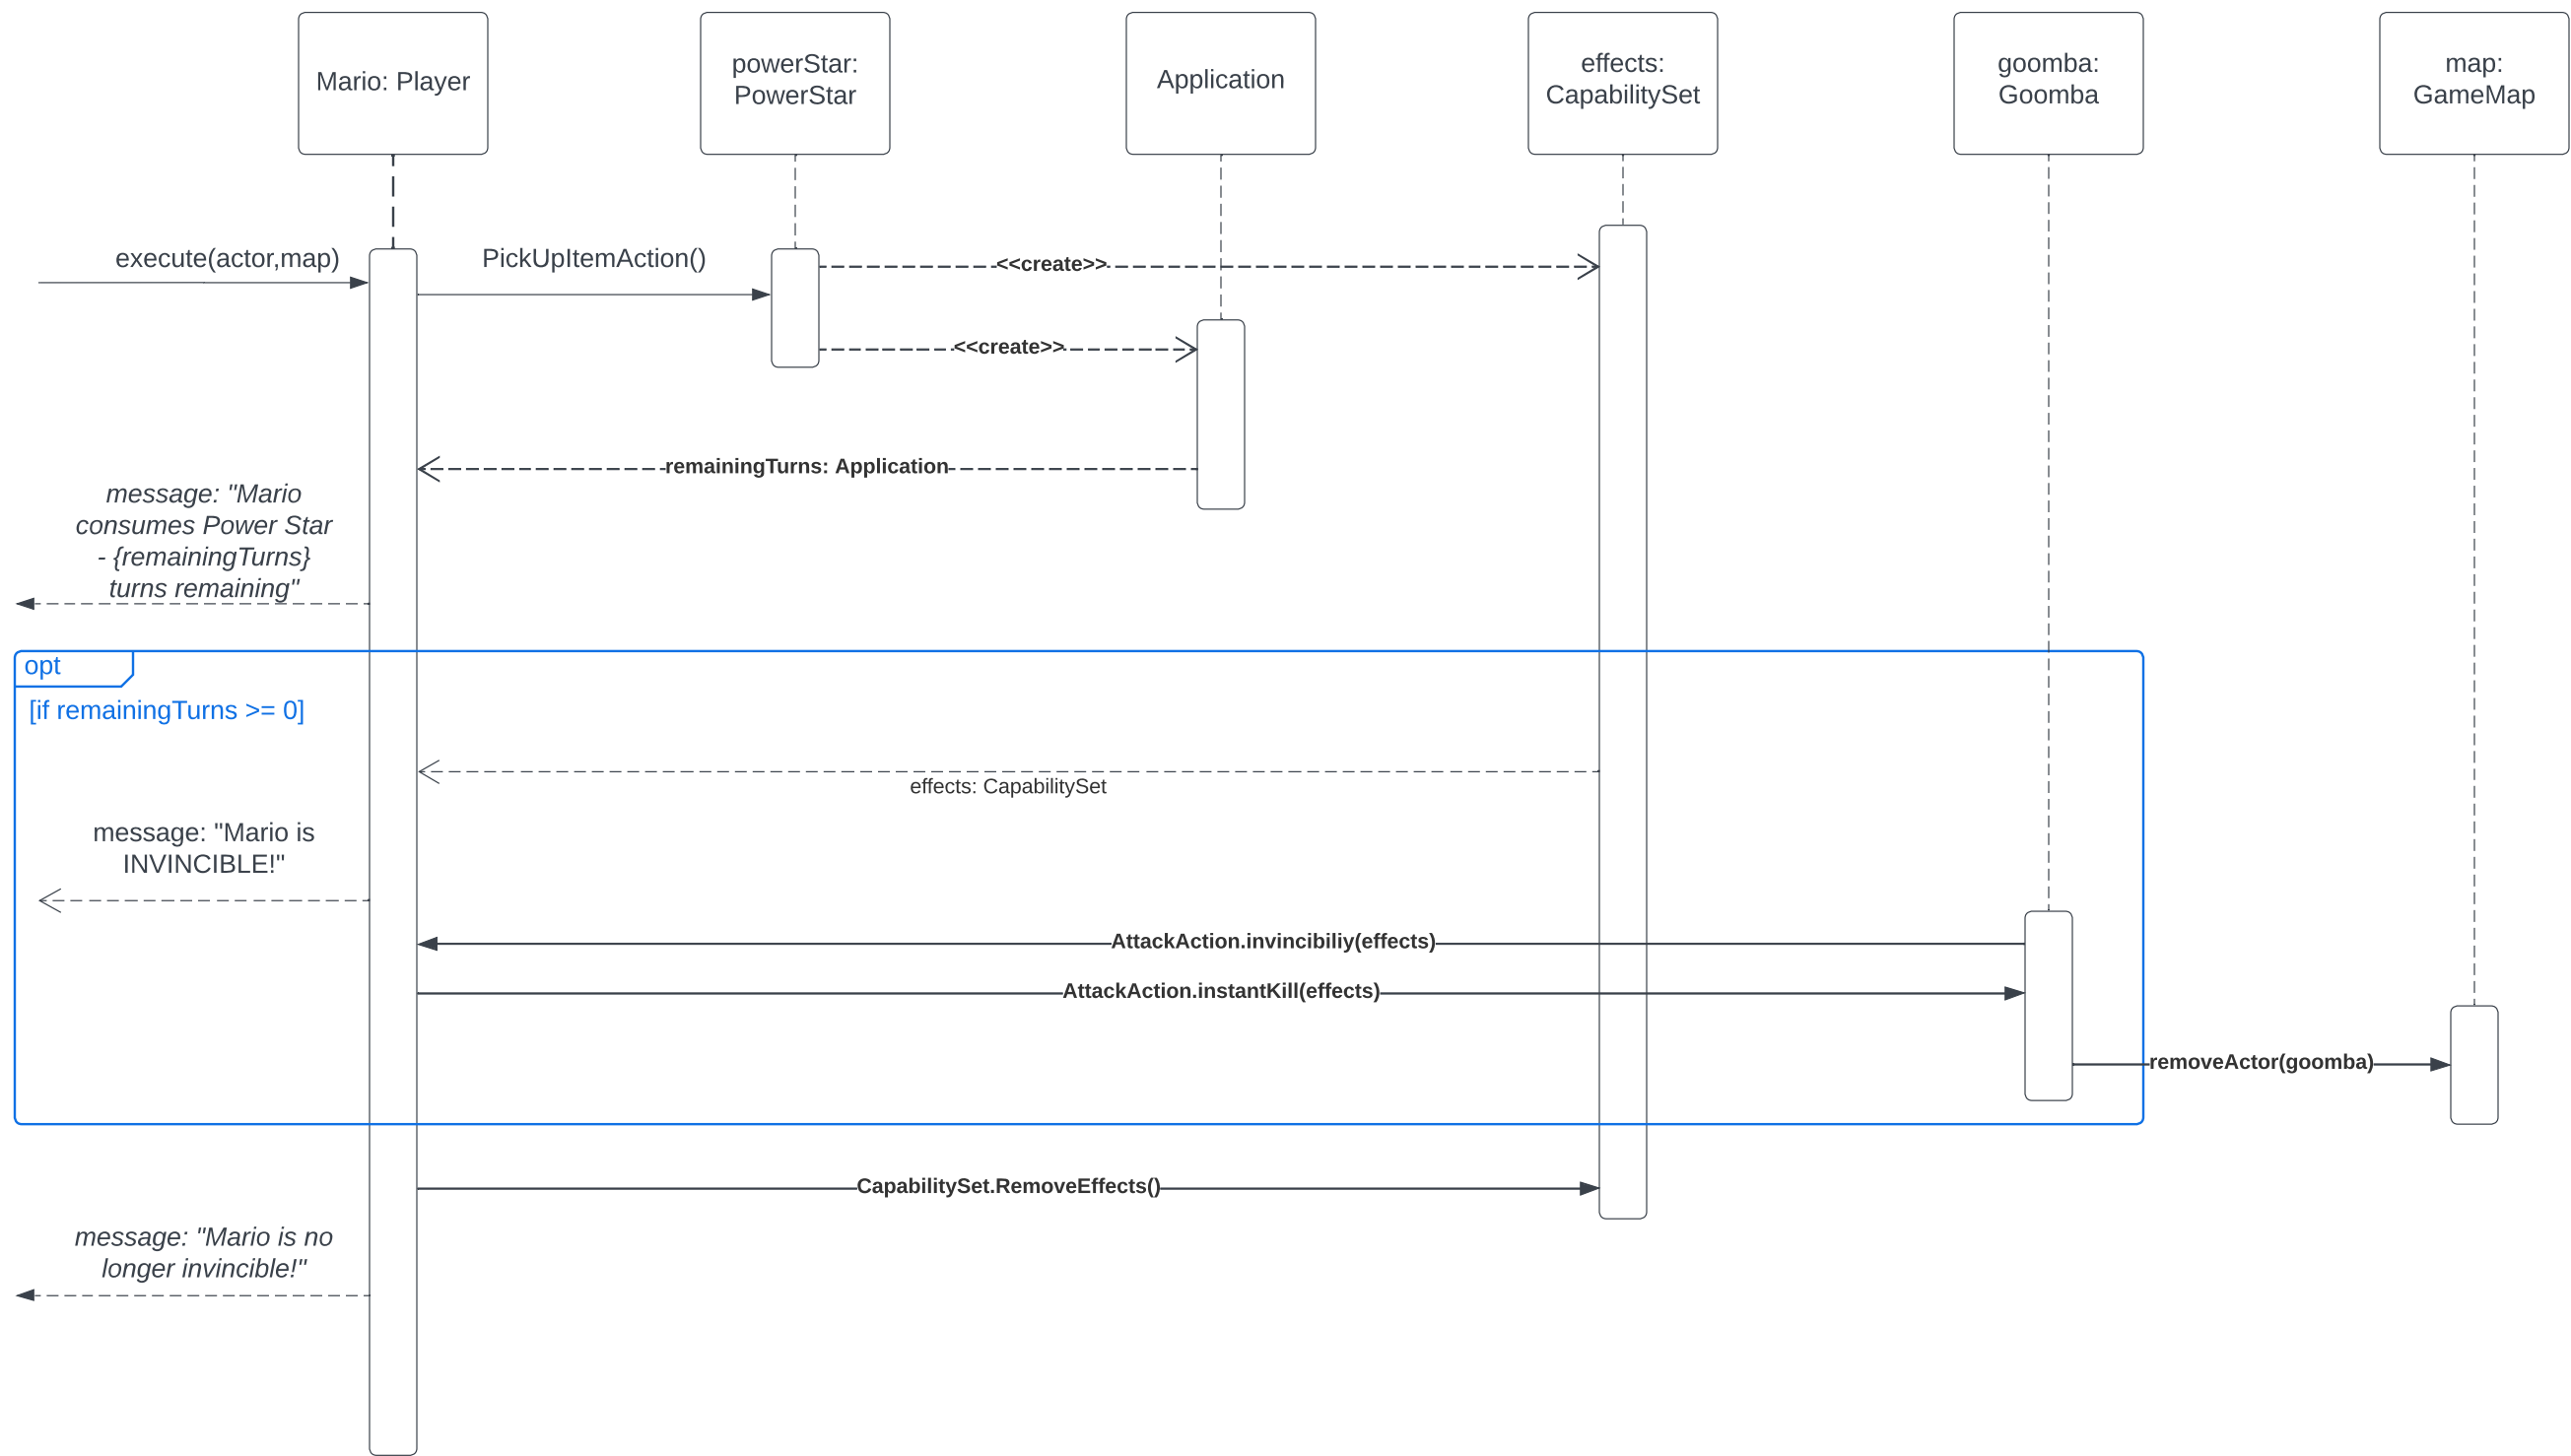 Mario: Player
powerStar:
PowerStar
Application
effects:
CapabilitySet
goomba:
Goomba
map:
GameMap
execute(actor,map)
PickUpItemAction()
<<create>>
<<create>>
remainingTurns: Application
message: "Mario
consumes Power Star
- {remainingTurns}
turns remaining"
opt
[if remainingTurns >= 0]
effects: CapabilitySet
message: "Mario is
INVINCIBLE!"
AttackAction.invincibiliy(effects)
AttackAction.instantKill(effects)
removeActor(goomba)
CapabilitySet.RemoveEffects()
message: "Mario is no
longer invincible!"